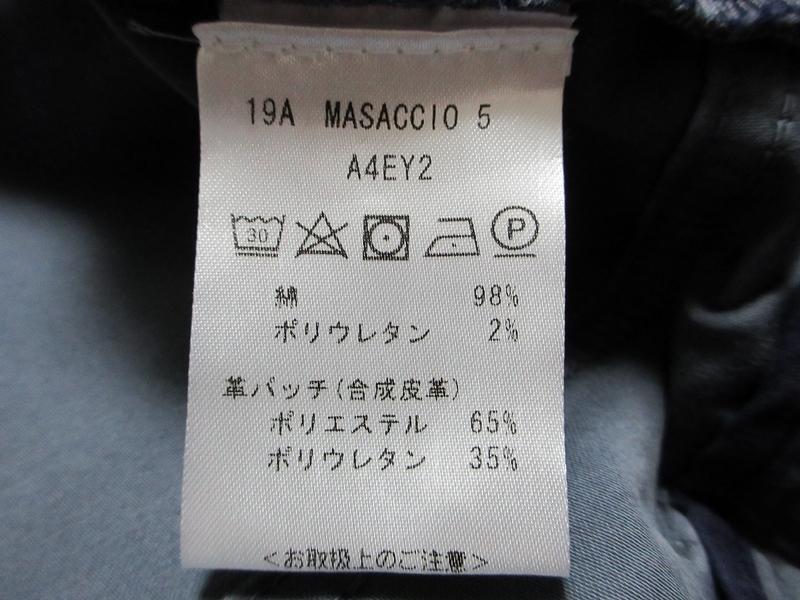 19A MASACCIO 5
A4EY2
30 P
綿 98%
ポリウレタン 2%
革パッチ(合成皮革)
ポリエステル 65%
ポリウレタン 35%
<お取扱上のご注意>